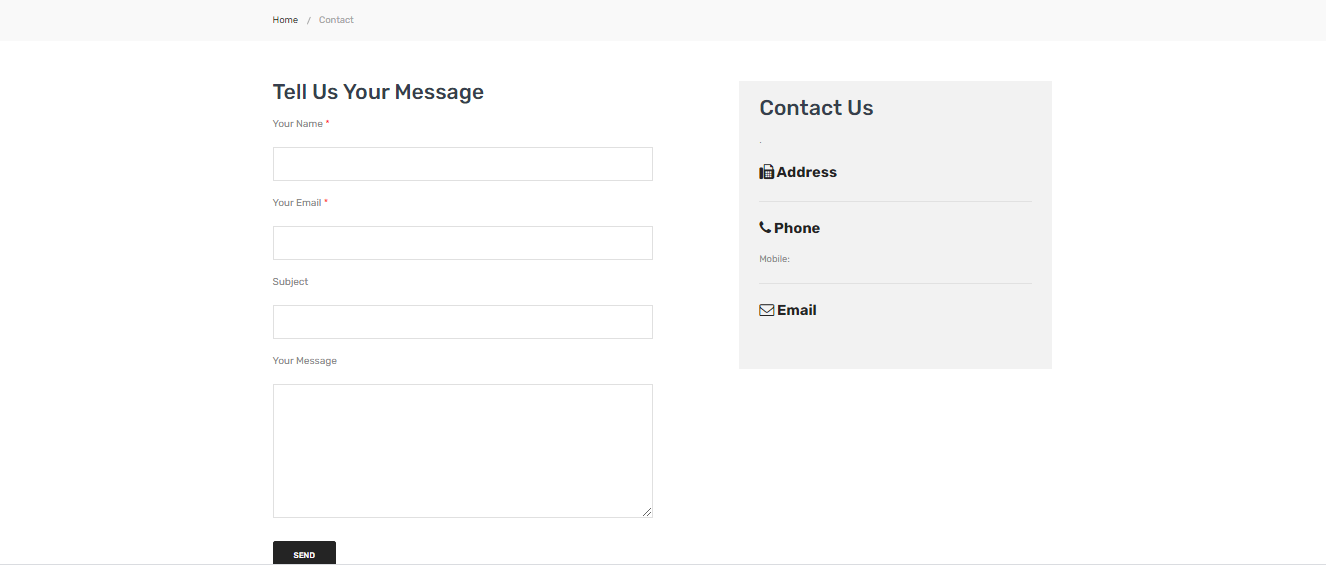 Home / Contact
Tell Us Your Message
Your Name *
Your Email *
Subject
Your Message
SEND
Contact Us
.
Address
Phone
Mobile:
Email